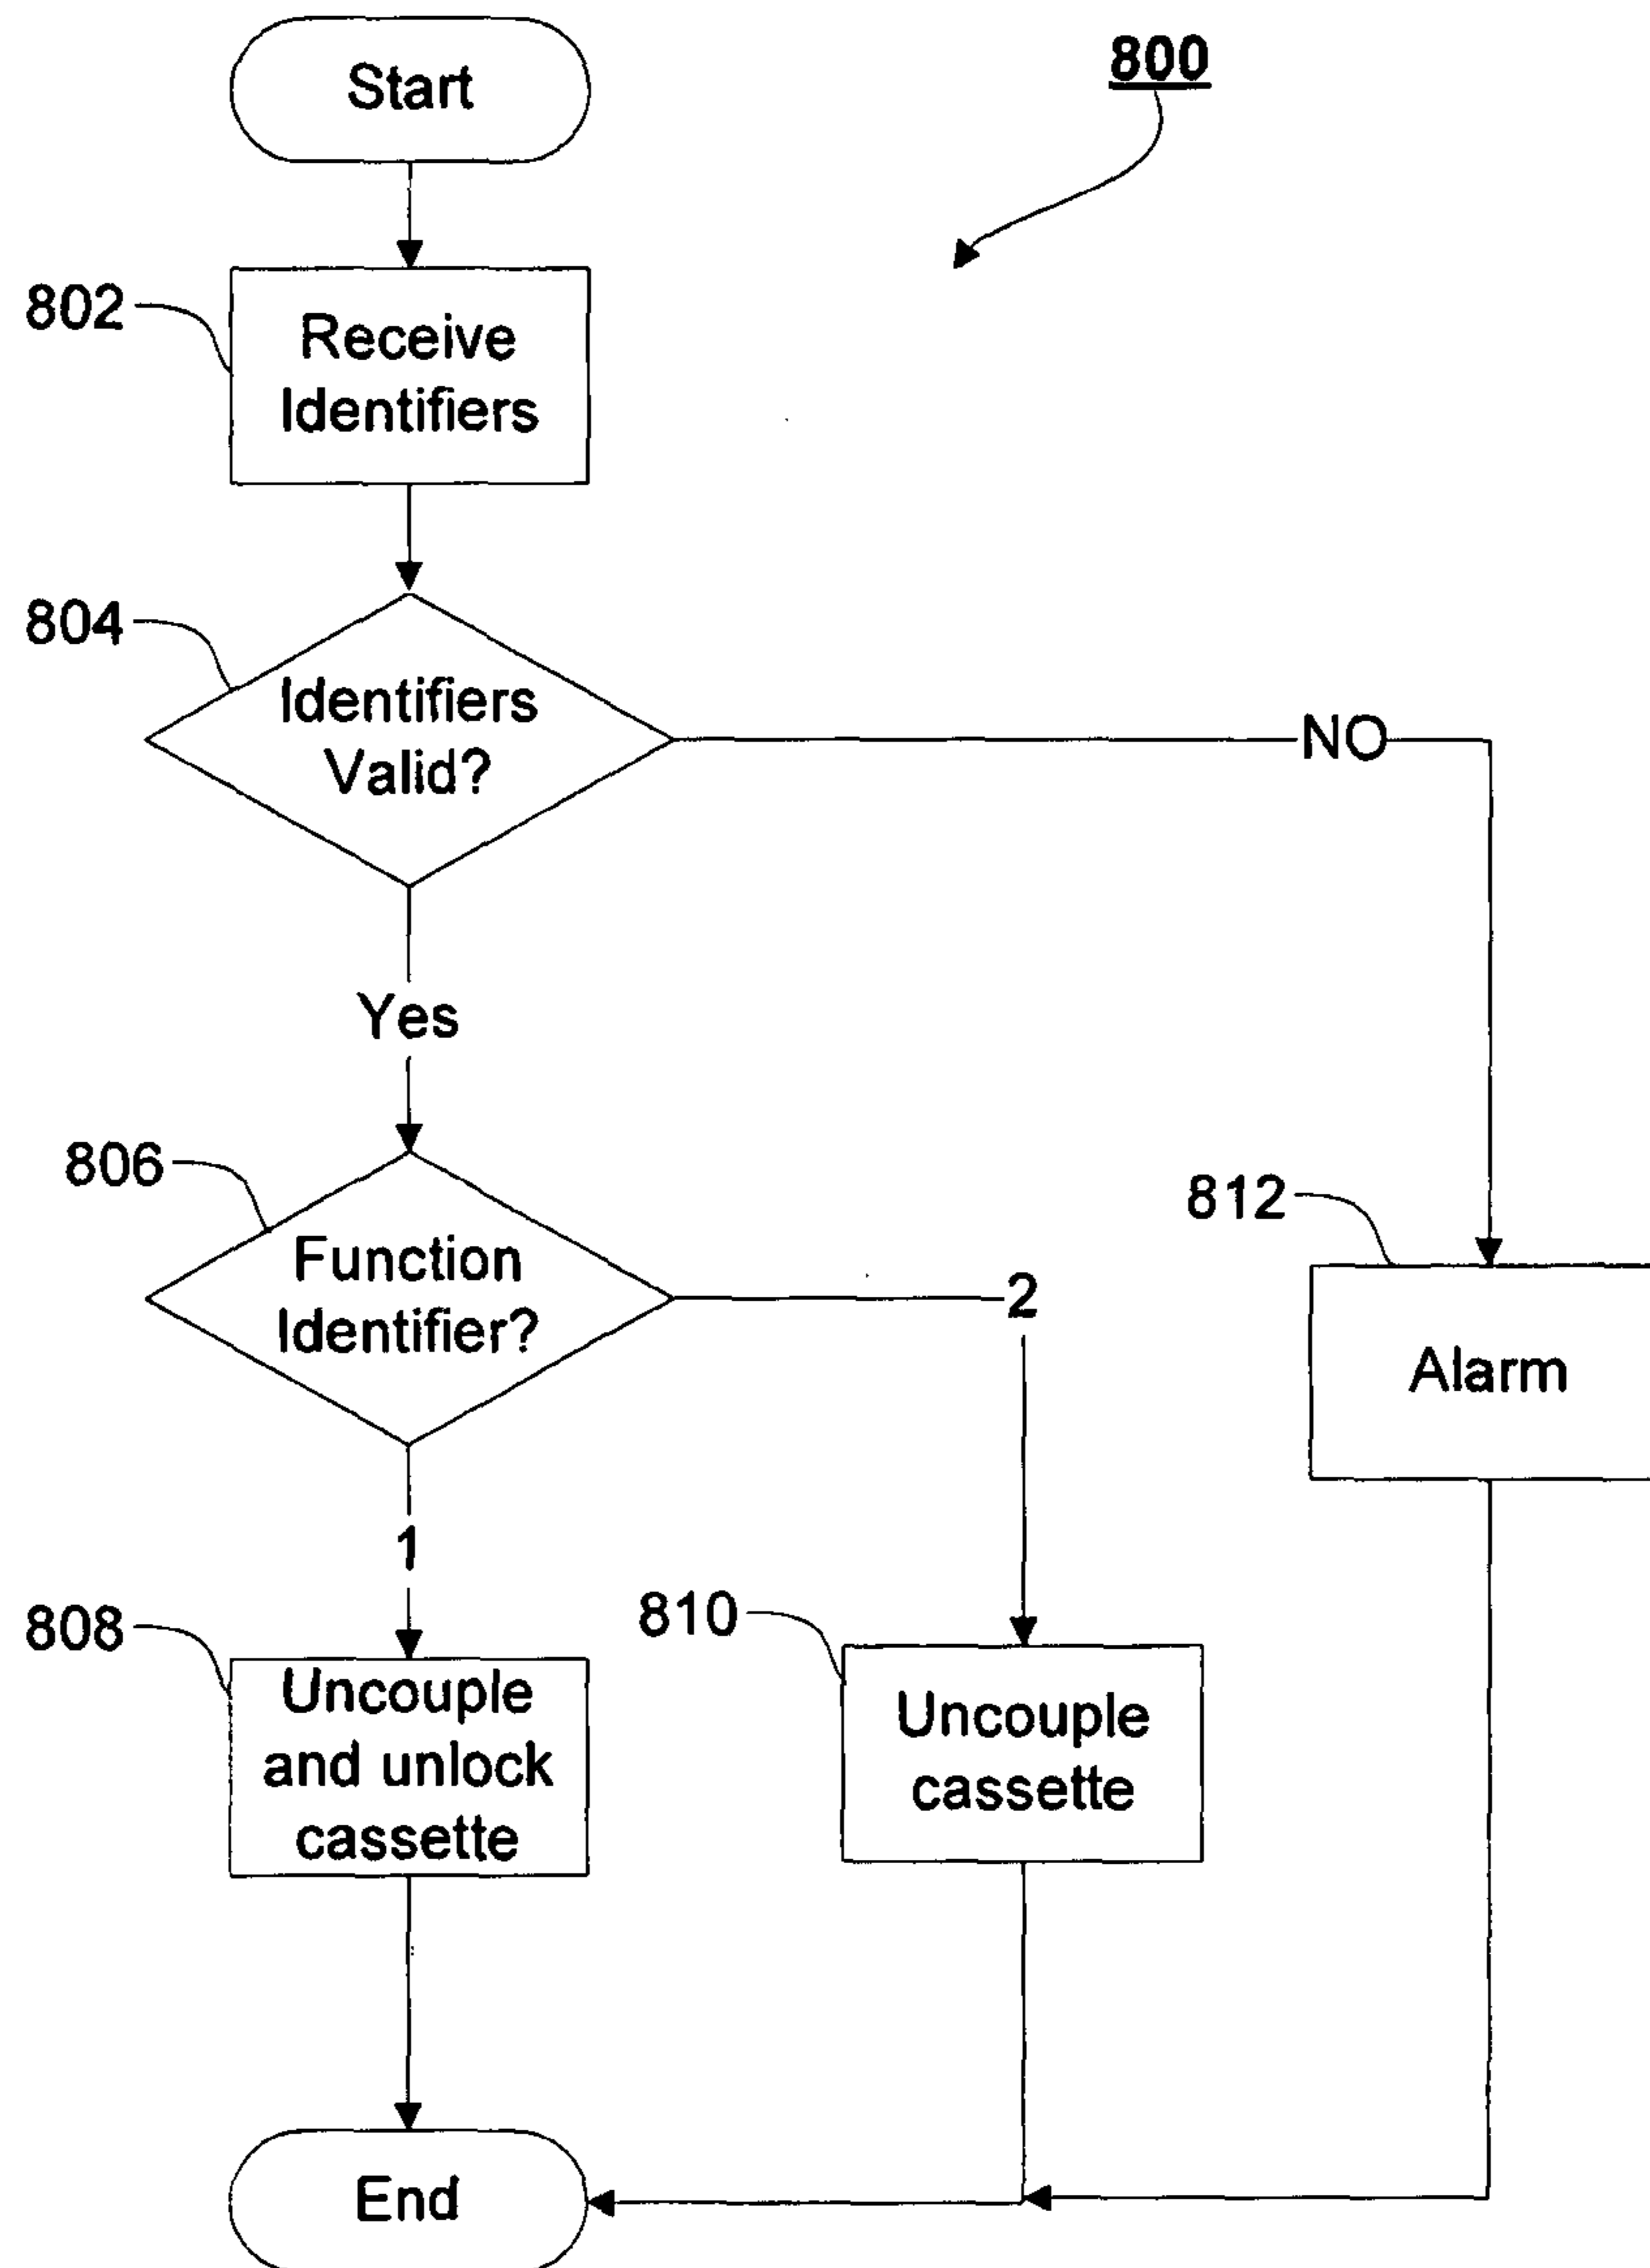 Start
800
802
Receive
Identifiers
804
Identifiers
Valid?
NO
Yes
806
Function
Identifier?
2
812
Alarm
1
808
Uncouple
and unlock
cassette
810
Uncouple
cassette
End